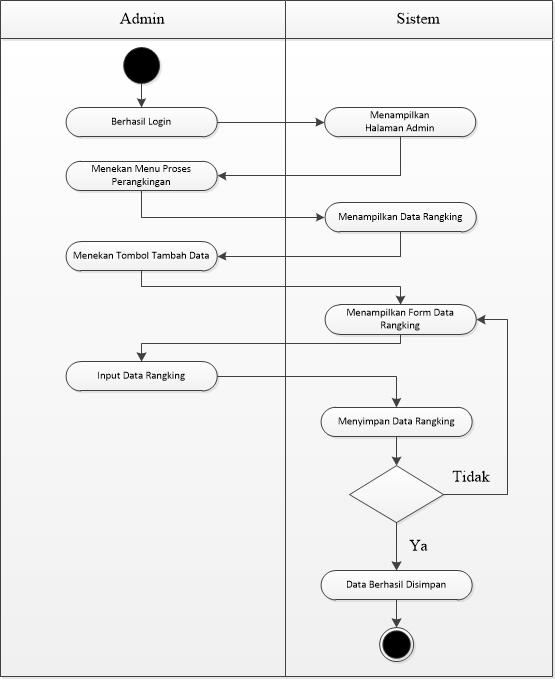 Admin
Sistem
Berhasil Login
Menampilkan
Halaman Admin
Menekan Menu Proses
Perangkingan
Menampilkan Data Rangking
Menekan Tombol Tambah Data
Menampilkan Form Data
Rangking
Input Data Rangking
Menyimpan Data Rangking
Tidak
Ya
Data Berhasil Disimpan